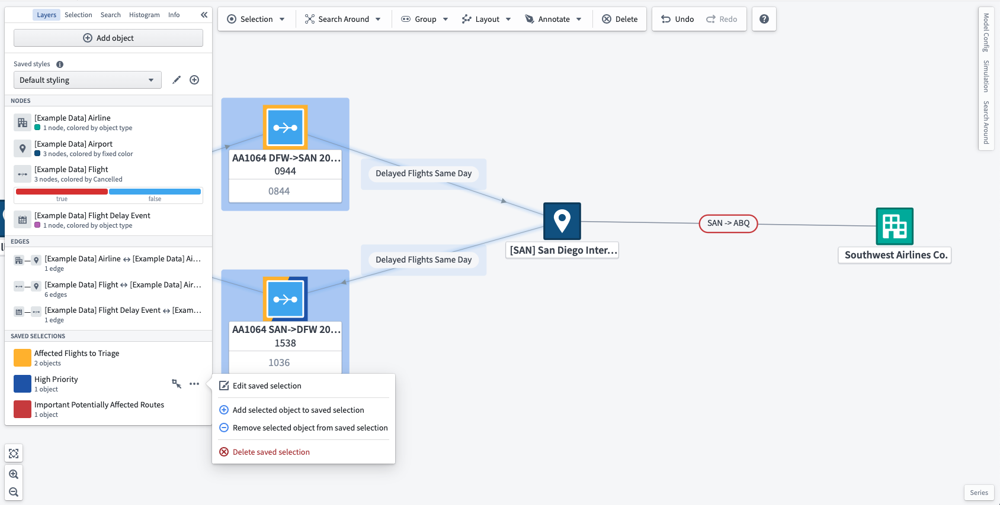 Layers Selection Search Histogram Info
Add object
Saved styles
Default styling
NODES
[Example Data] Airline
1 node, colored by object type
[Example Data] Airport
3 nodes, colored by fixed color
[Example Data] Flight
3 nodes, colored by Cancelled
true false
[Example Data] Flight Delay Event
1 node, colored by object type
EDGES
[Example Data] Airline ↔ [Example Data] Ai...
1 edge
[Example Data] Flight ↔ [Example Data] Air...
6 edges
[Example Data] Flight Delay Event ↔ [Exam...
1 edge
SAVED SELECTIONS
Affected Flights to Triage
2 objects
High Priority
1 object
Important Potentially Affected Routes
1 object
Selection Search Around Group Layout Annotate Delete Undo Redo
AA1064 DFW->SAN 20...
0944
0844
Delayed Flights Same Day
Delayed Flights Same Day
AA1064 SAN->DFW 20...
1538
1036
[SAN] San Diego Inter...
SAN -> ABQ
Southwest Airlines Co.
Edit saved selection
Add selected object to saved selection
Remove selected object from saved selection
Delete saved selection
Model Config
Simulation
Search Around
Series